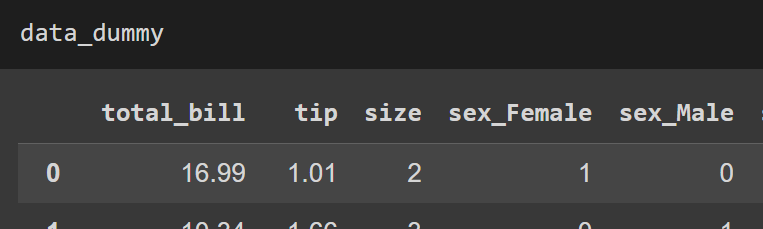 data_dummy
total_bill tip size sex_Female sex_Male
0 16.99 1.01 2 1 0